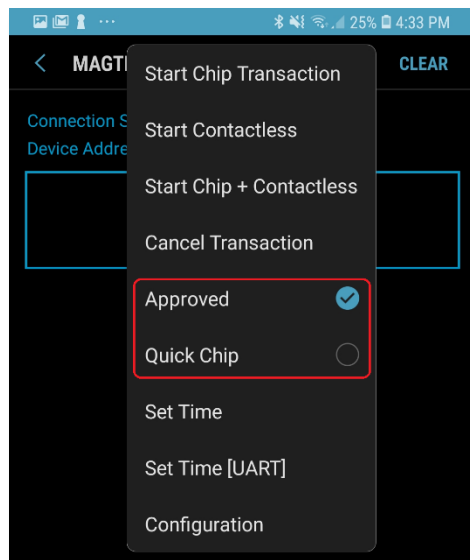 25% 4:33 PM
MAGT
CLEAR
Connection S
Device Addre
Start Chip Transaction
Start Contactless
Start Chip + Contactless
Cancel Transaction
Approved
Quick Chip
Set Time
Set Time [UART]
Configuration